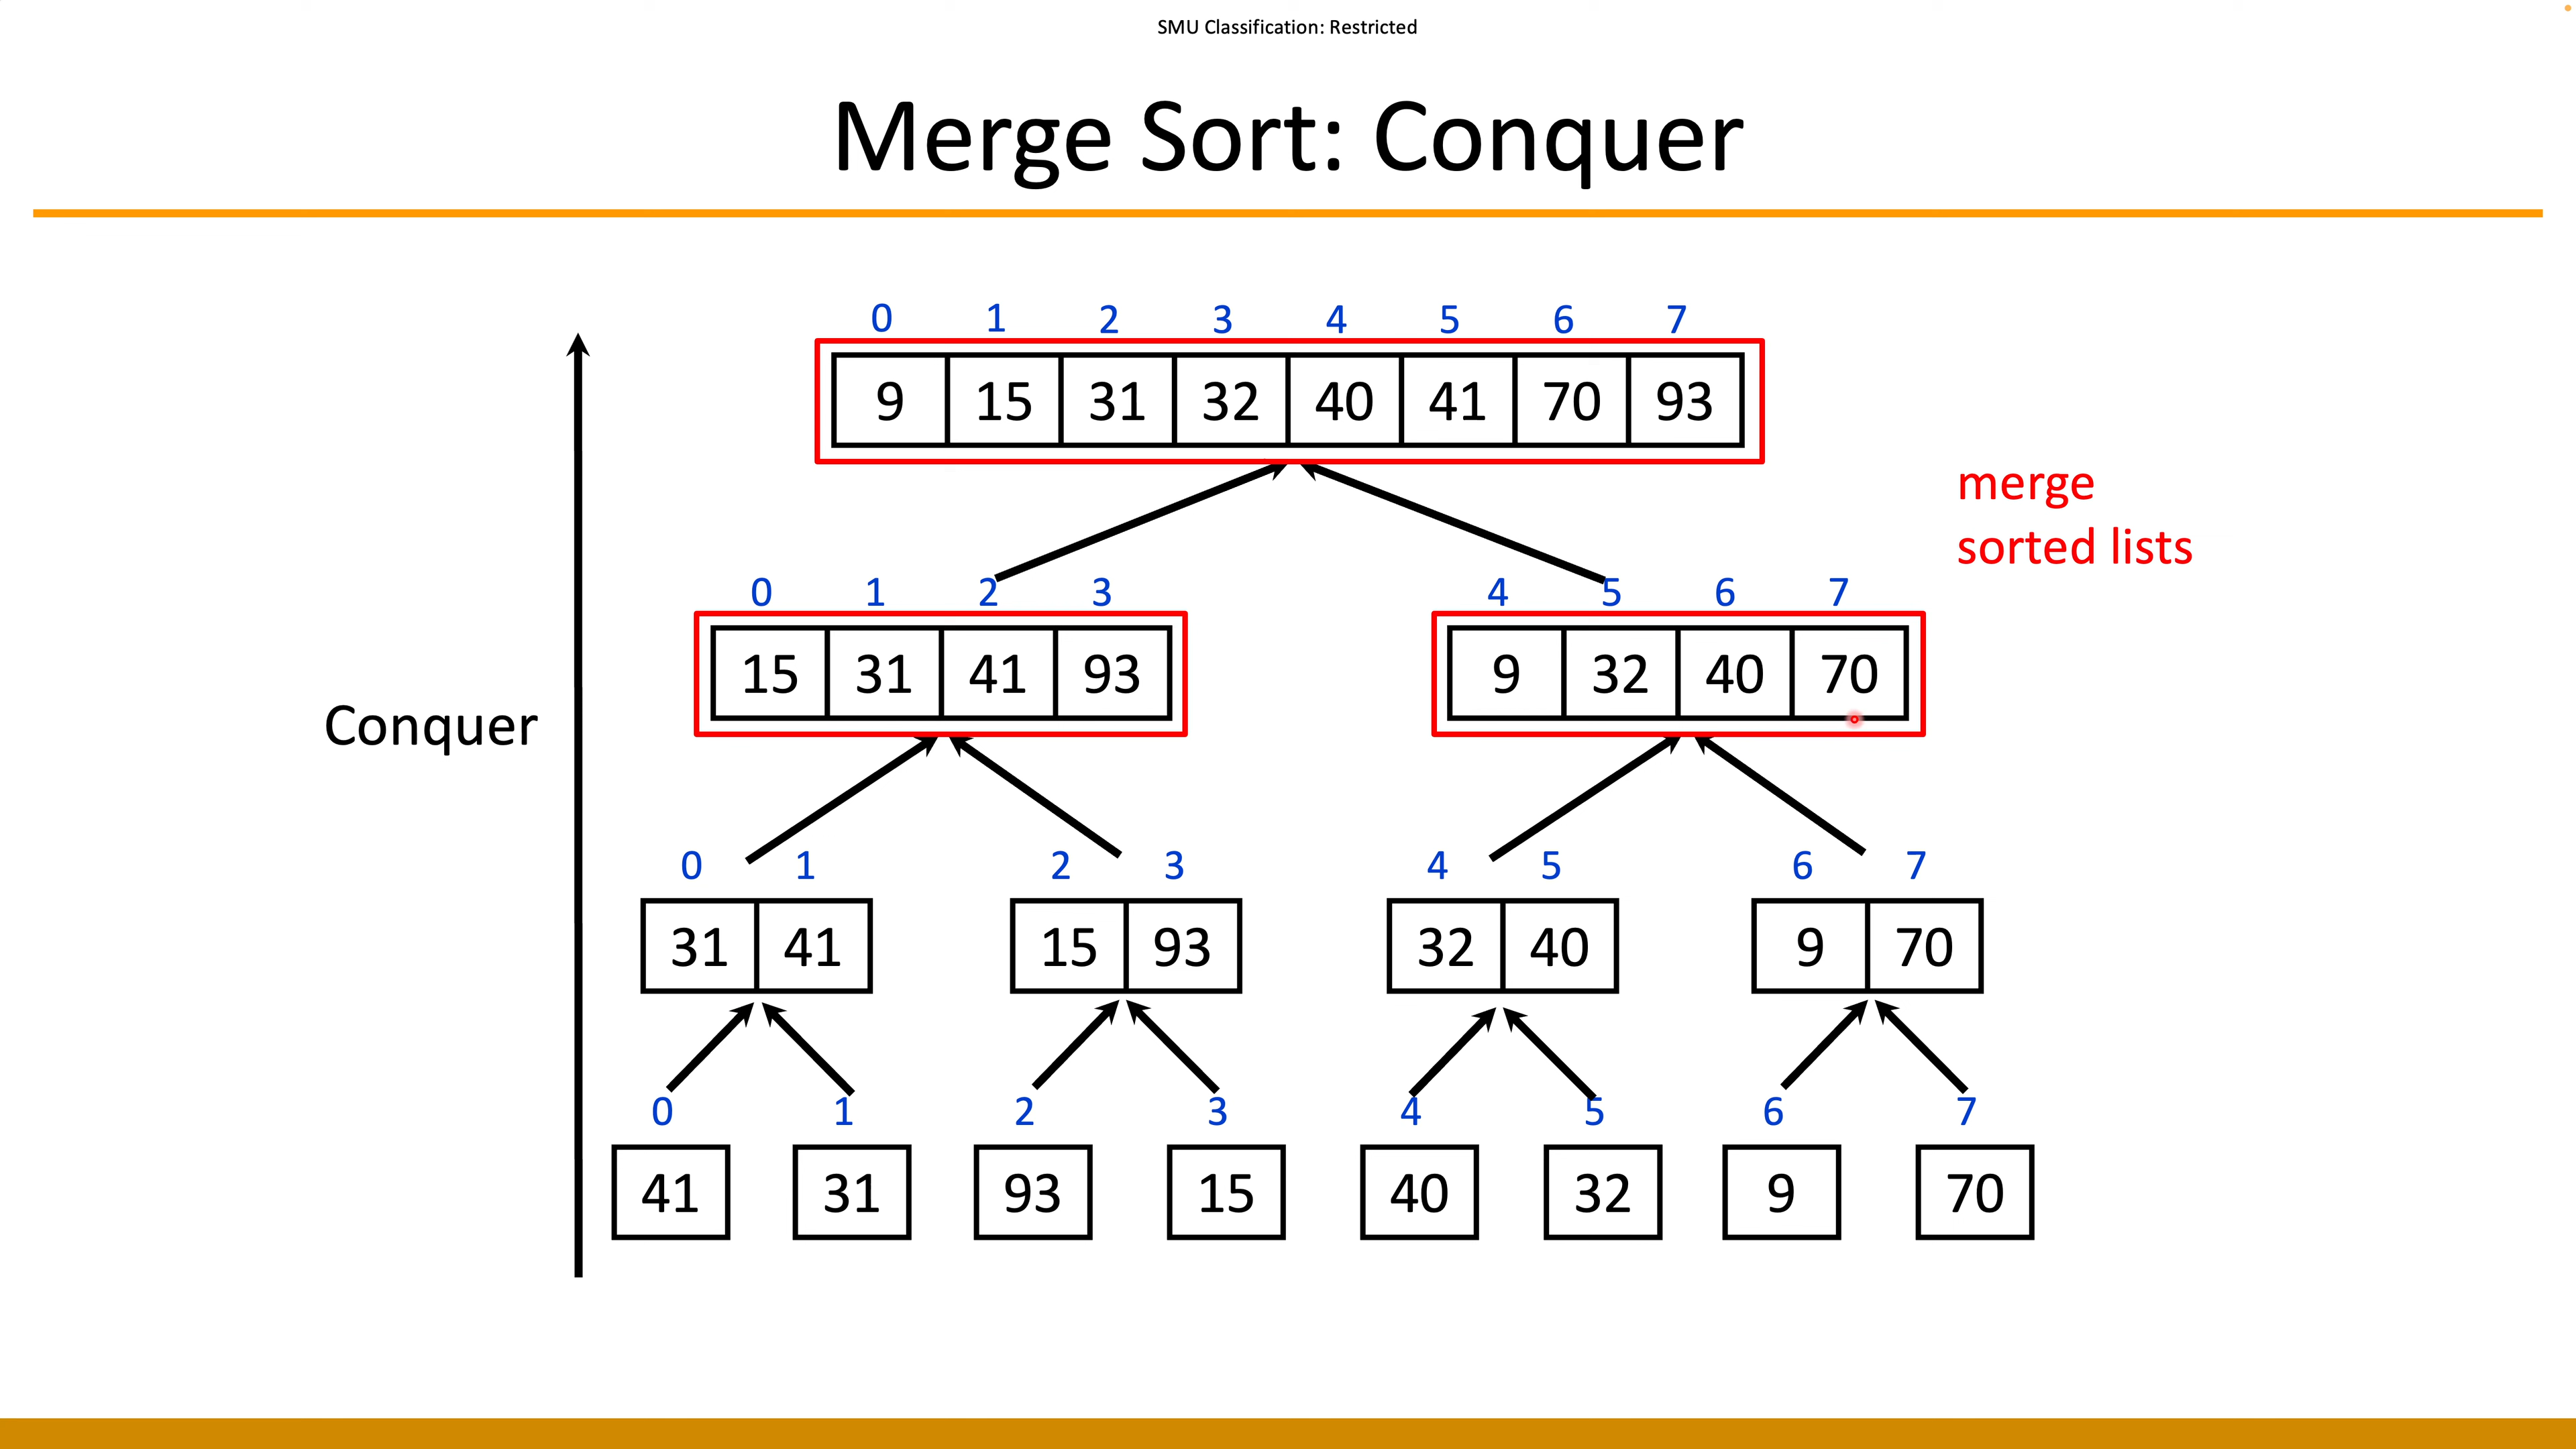 SMU Classification: Restricted
Merge Sort: Conquer
0 1 2 3 4 5 6 7
9 15 31 32 40 41 70 93
merge
sorted lists
0 1 2 3 4 5 6 7
15 31 41 93 9 32 40 70
Conquer
0 1 2 3 4 5 6 7
31 41 15 93 32 40 9 70
0 1 2 3 4 5 6 7
41 31 93 15 40 32 9 70